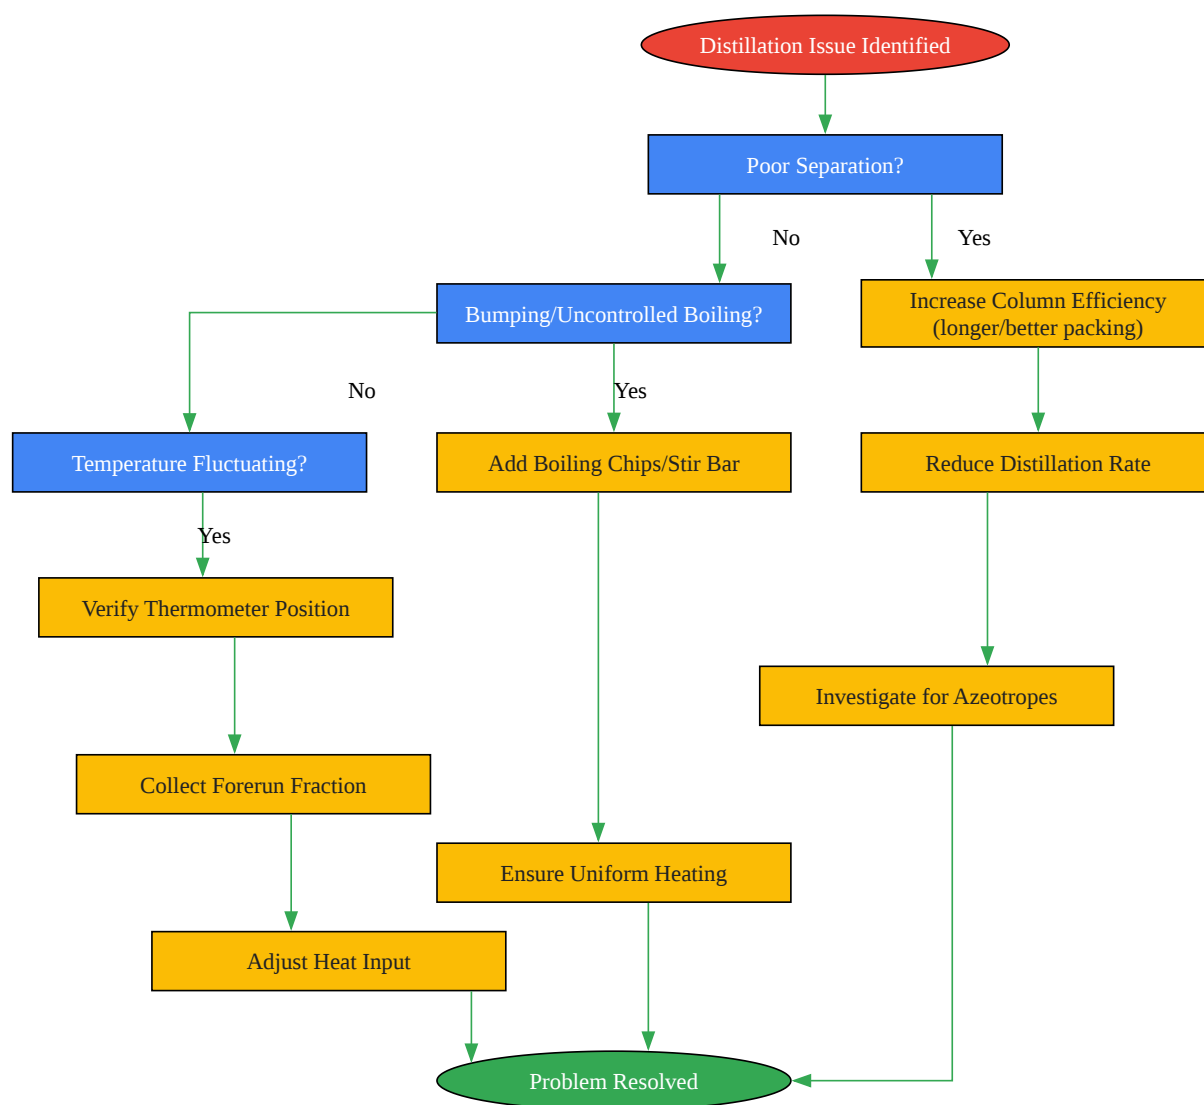 Distillation Issue Identified
Poor Separation?
No
Yes
Bumping/Uncontrolled Boiling?
Increase Column Efficiency
(longer/better packing)
No
Yes
Temperature Fluctuating?
Add Boiling Chips/Stir Bar
Reduce Distillation Rate
Yes
Verify Thermometer Position
Investigate for Azeotropes
Collect Forerun Fraction
Ensure Uniform Heating
Adjust Heat Input
Problem Resolved